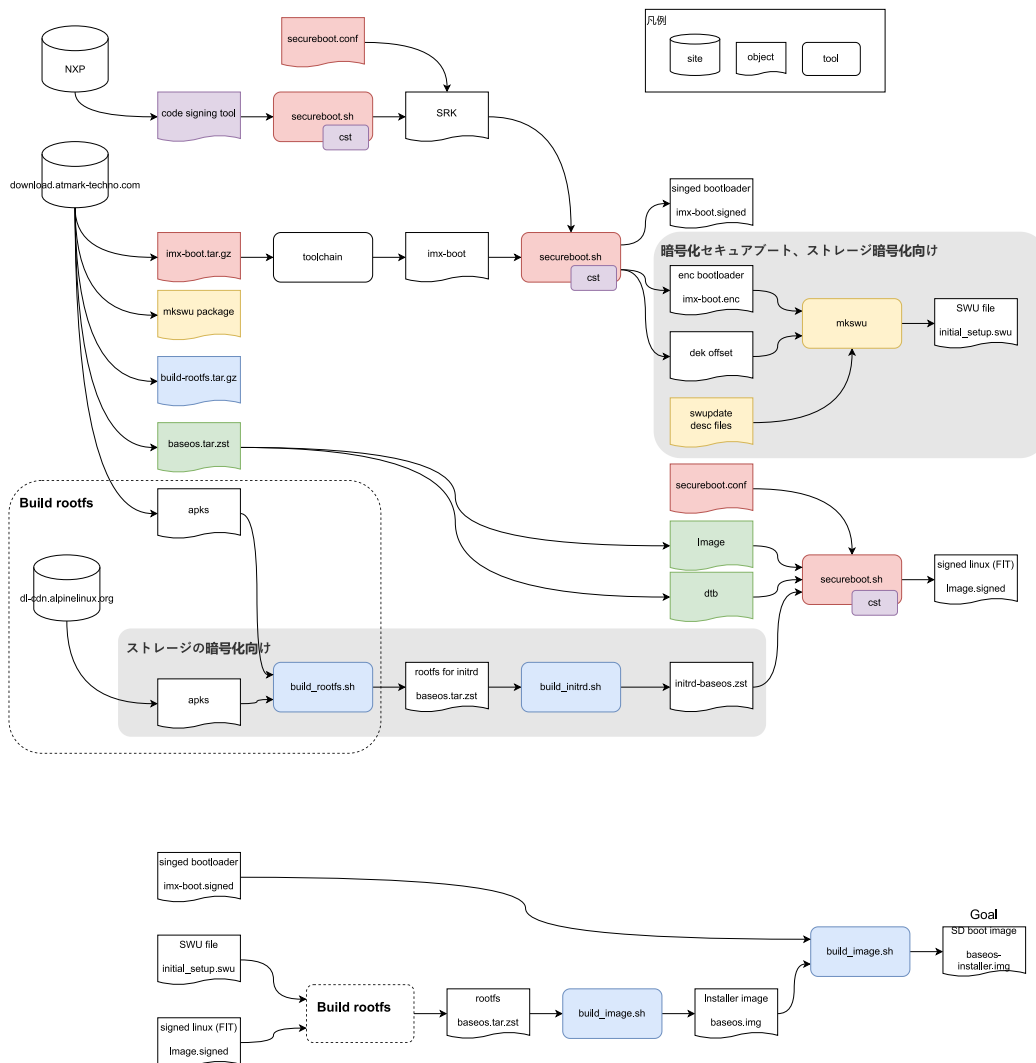 凡例
site
object
tool
NXP
secureboot.conf
code signing tool
secureboot.sh
cst
SRK
download.atmark-techno.com
singed bootloader
imx-boot.signed
imx-boot.tar.gz
toolchain
imx-boot
secureboot.sh
cst
暗号化セキュアブート、ストレージ暗号化向け
enc bootloader
imx-boot.enc
mkswu
SWU file
initial_setup.swu
mkswu package
dek offset
build-rootfs.tar.gz
swupdate
desc files
baseos.tar.zst
secureboot.conf
Build rootfs
apks
Image
secureboot.sh
cst
signed linux (FIT)
Image.signed
dl-cdn.alpinelinux.org
dtb
ストレージの暗号化向け
apks
build_rootfs.sh
rootfs for initrd
baseos.tar.zst
build_initrd.sh
initrd-baseos.zst
singed bootloader
imx-boot.signed
Goal
SD boot image
baseos-
installer.img
build_image.sh
SWU file
initial_setup.swu
Build rootfs
rootfs
baseos.tar.zst
build_image.sh
Installer image
baseos.img
signed linux (FIT)
Image.signed